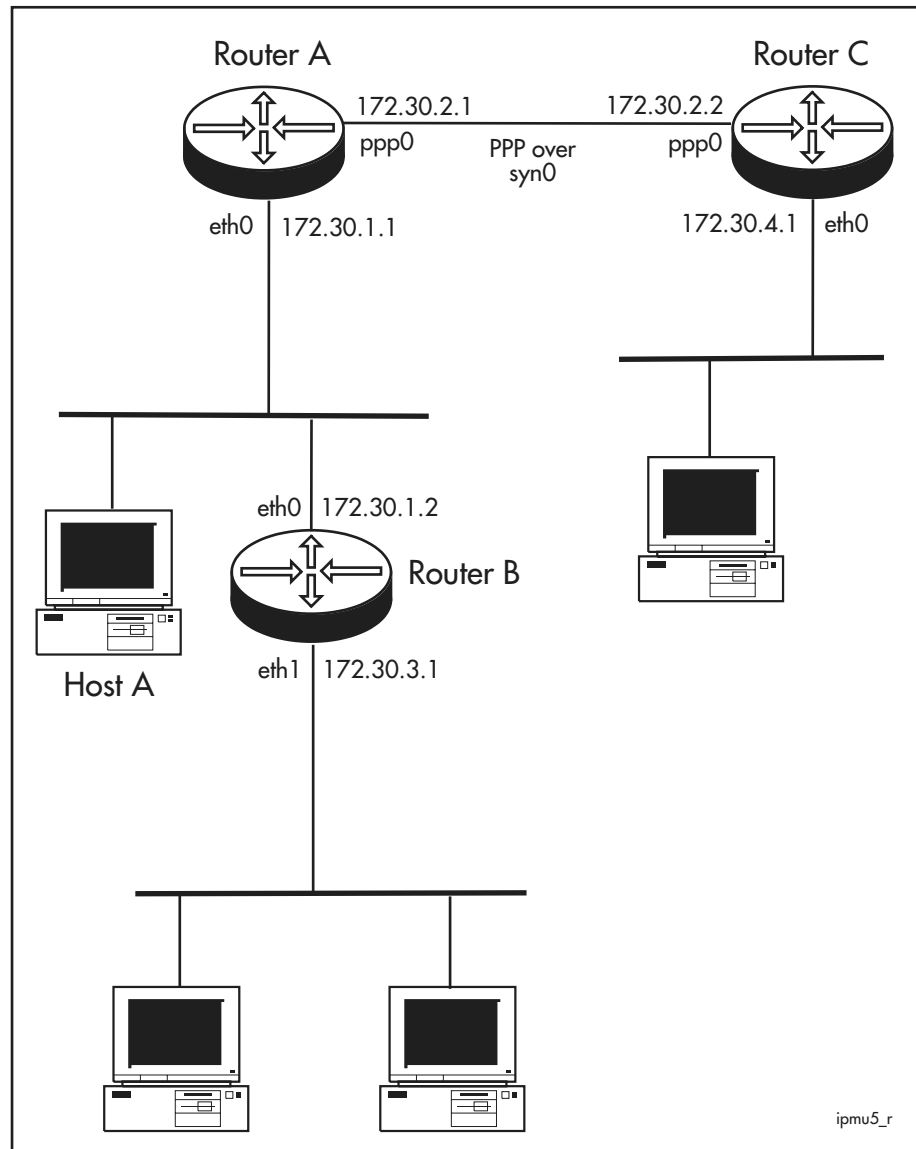 Router A
Router C
172.30.2.1
172.30.2.2
ppp0
PPP over
syn0
ppp0
eth0
172.30.1.1
172.30.4.1
eth0
eth0
172.30.1.2
Router B
eth1
172.30.3.1
Host A
ipmu5_r